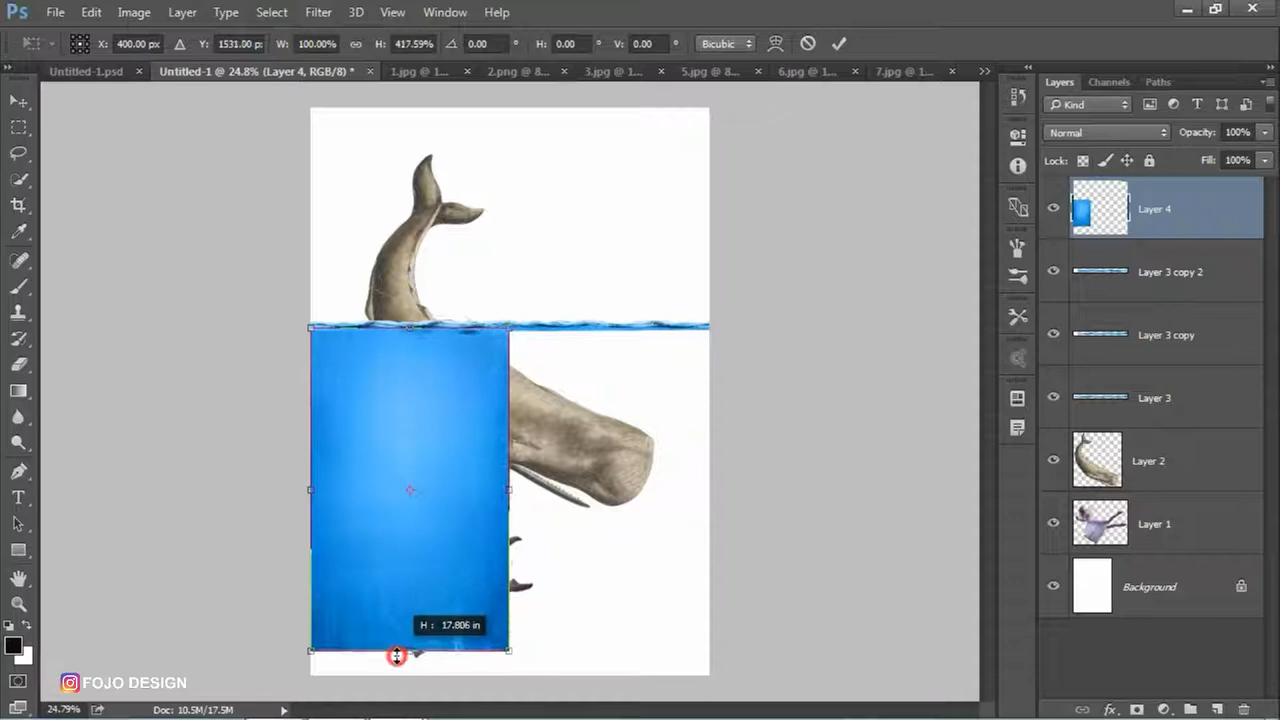 Ps File Edit Image Layer Type Select Filter 3D View Window Help
X: 400.00 px Y: 1531.00 p: W: 100.00% H: 417.59% 0.00 ° H: 0.00 ° V: 0.00 ° Bicubic
Untitled-1.psd × Untitled-1 @ 24.8% (Layer 4, RGB/8) * × 1.jpg @ 1... × 2.png @ 8... × 3.jpg @ 1... × 5.jpg @ 8... × 6.jpg @ 1... × 7.jpg @ 1... ×
Layers Channels Paths
Kind
Normal Opacity: 100%
Lock: Fill: 100%
Layer 4
Layer 3 copy 2
Layer 3 copy
Layer 3
Layer 2
Layer 1
Background
H : 17.806 in
FOJO DESIGN
24.79% Doc: 10.5M/17.5M
fx